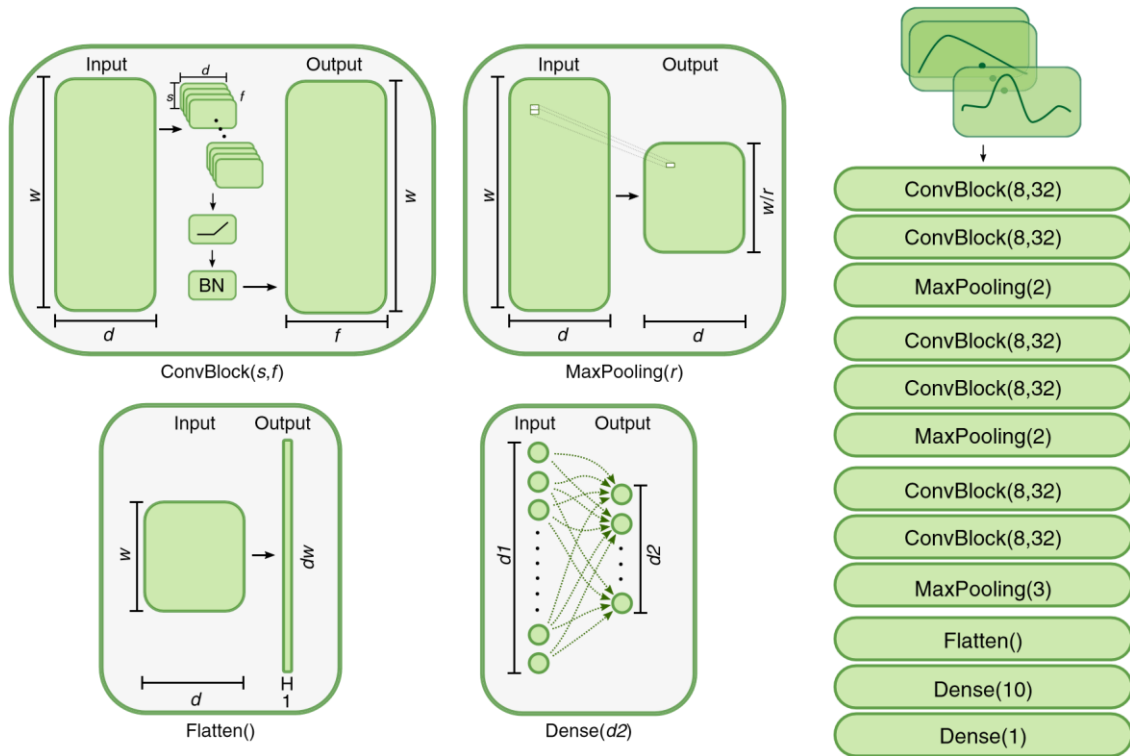 Input
Output
d
s
f
w
w
BN
d
f
ConvBlock(s,f)
Input
Output
w
w/r
d
d
MaxPooling(r)
Input
Output
w
dw
d
1
Flatten()
Input
Output
d1
d2
Dense(d2)
ConvBlock(8,32)
ConvBlock(8,32)
MaxPooling(2)
ConvBlock(8,32)
ConvBlock(8,32)
MaxPooling(2)
ConvBlock(8,32)
ConvBlock(8,32)
MaxPooling(3)
Flatten()
Dense(10)
Dense(1)